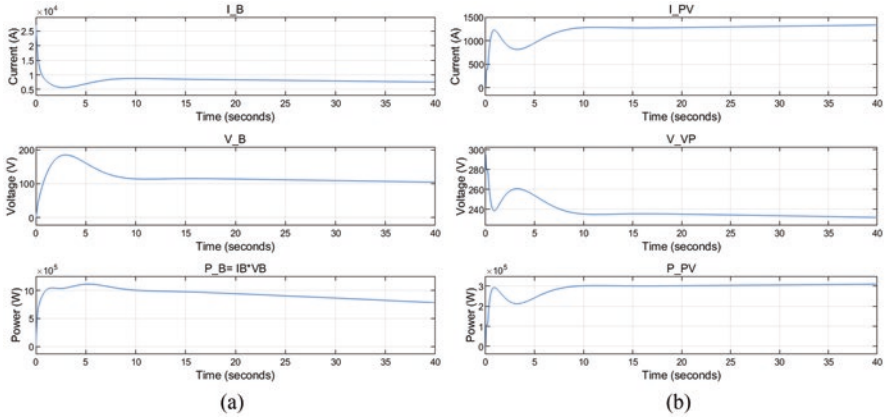 I_B
×10⁴
2.5
2
1.5
1
0.5
Current (A)
0 5 10 15 20 25 30 35 40
Time (seconds)
V_B
200
100
0
Voltage (V)
0 5 10 15 20 25 30 35 40
Time (seconds)
P_B= IB*VB
×10⁵
10
5
0
Power (W)
0 5 10 15 20 25 30 35 40
Time (seconds)
(a)
I_PV
1500
1000
500
0
Current (A)
0 5 10 15 20 25 30 35 40
Time (seconds)
V_VP
300
280
260
240
Voltage (V)
0 5 10 15 20 25 30 35 40
Time (seconds)
P_PV
×10⁵
3
2
1
0
Power (W)
0 5 10 15 20 25 30 35 40
Time (seconds)
(b)